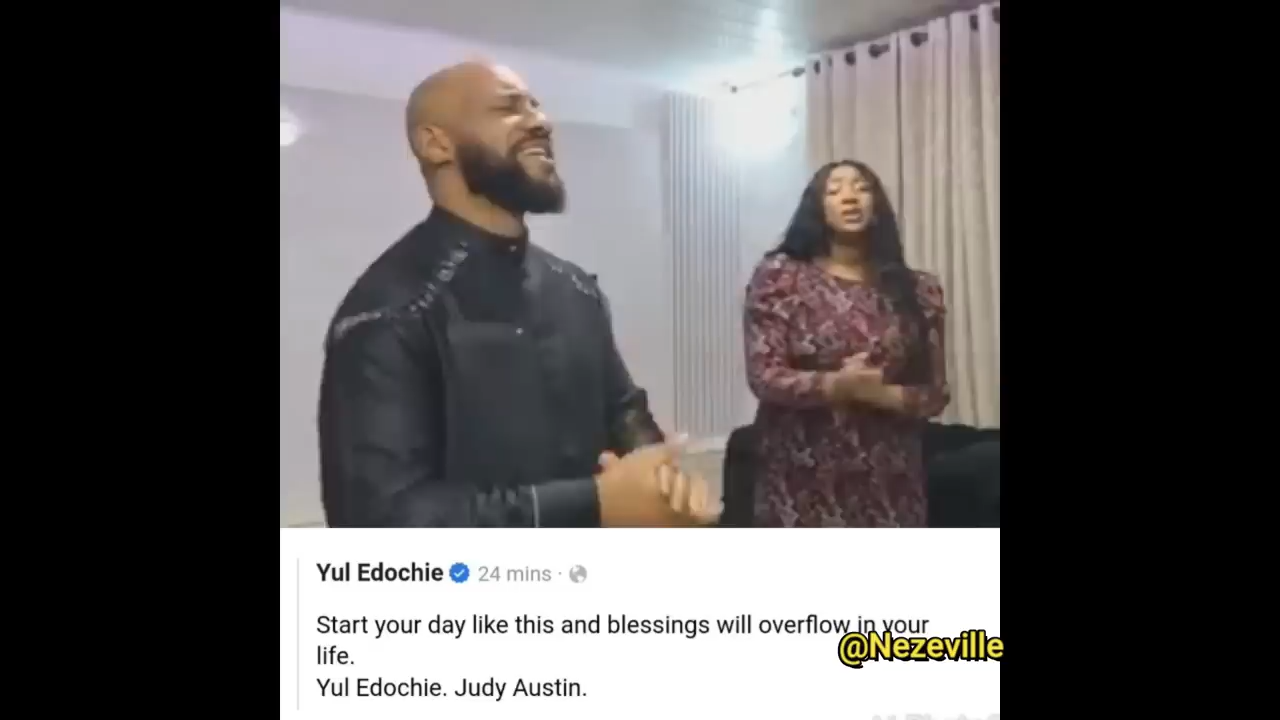 Yul Edochie 24 mins ·
Start your day like this and blessings will overflow in your
life.
@Nezeville
Yul Edochie. Judy Austin.